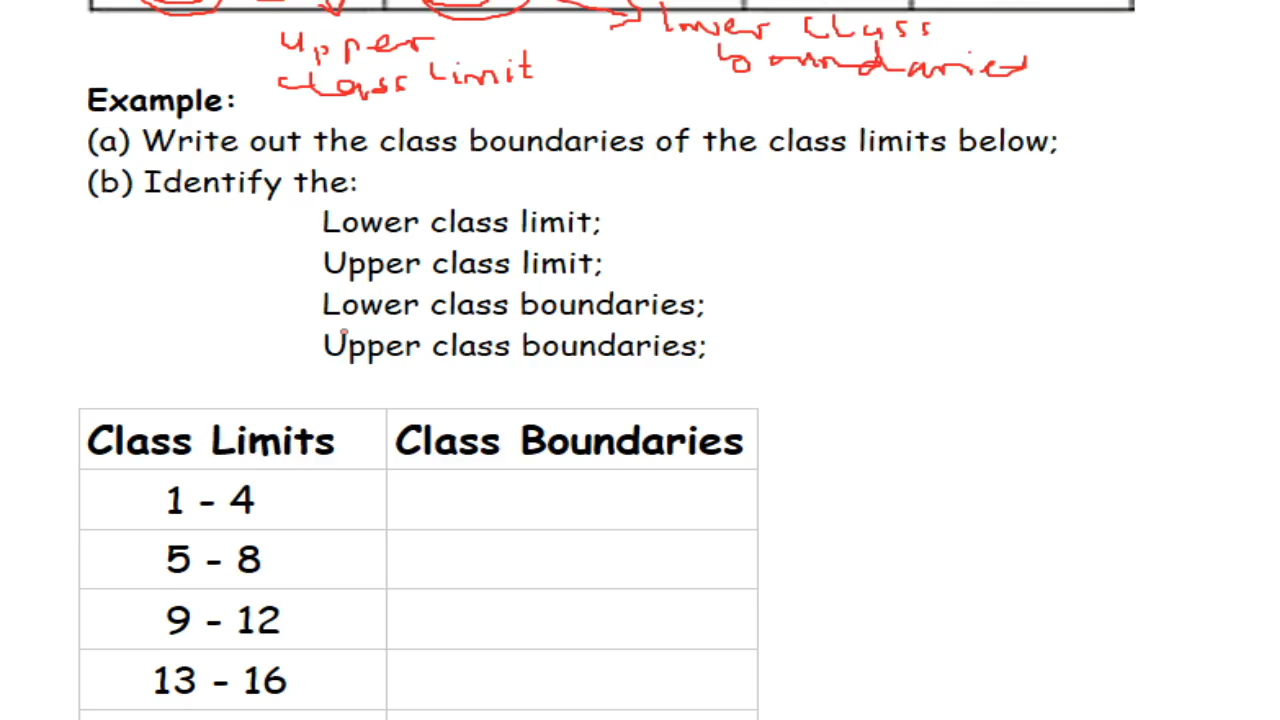 upper
class limit
lower class
boundaries
Example:
(a) Write out the class boundaries of the class limits below;
(b) Identify the:
Lower class limit;
Upper class limit;
Lower class boundaries;
Upper class boundaries;
Class Limits Class Boundaries
1 - 4
5 - 8
9 - 12
13 - 16